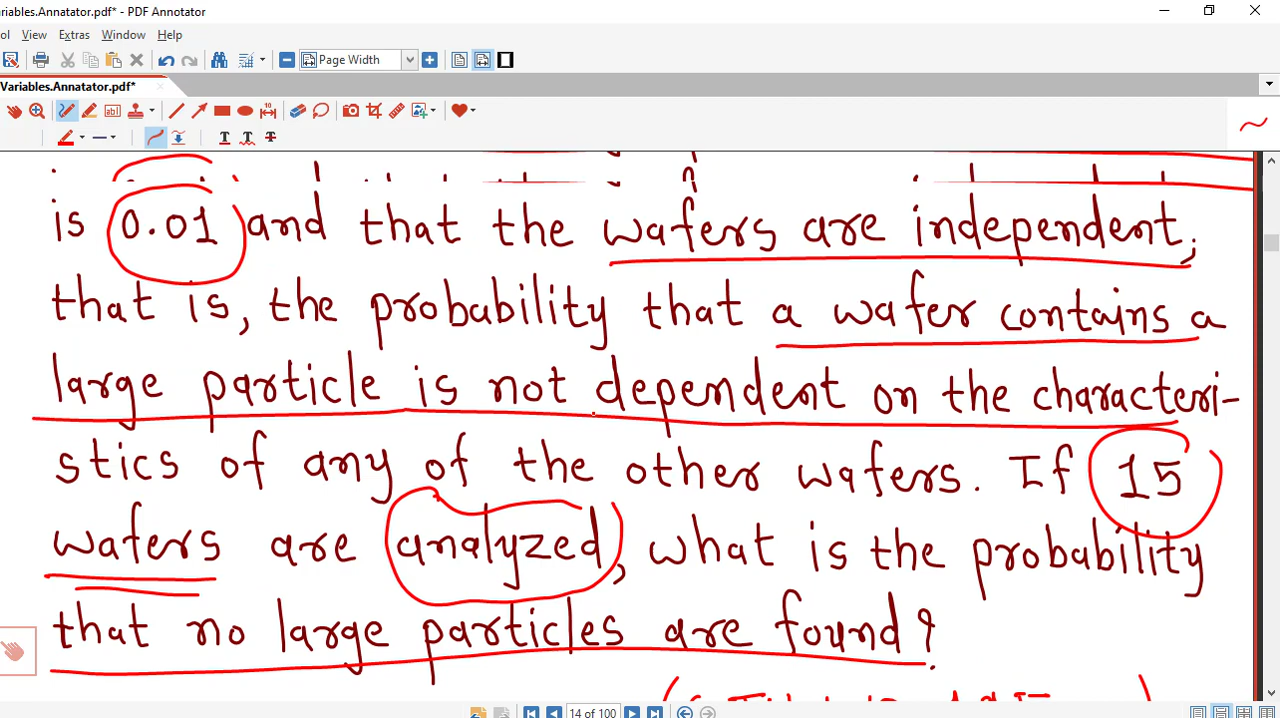 ariables.Annatator.pdf* - PDF Annotator
ol View Extras Window Help
Page Width
Variables.Annatator.pdf*
is 0.01 and that the wafers are independent;
that is, the probability that a wafer contains a
large particle is not dependent on the characteri-
stics of any of the other wafers. If 15
wafers are analyzed, what is the probability
that no large particles are found?
14 of 100